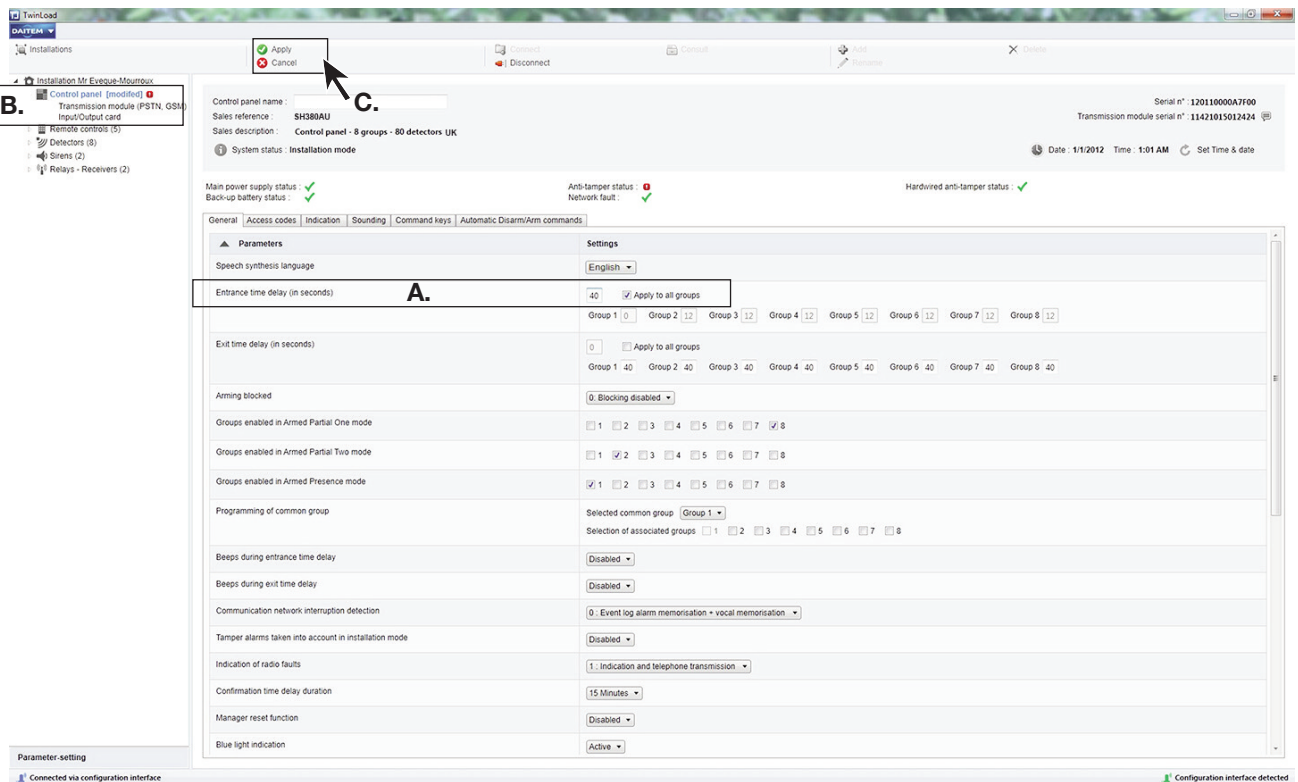 TwinLoad
DAITEM
Installations
Apply
Cancel
Connect
Disconnect
Consult
Add
Rename
Delete
Installation Mr Eveque-Mourroux
B.
Control panel [modifed]
Transmission module (PSTN, GSM)
Input/Output card
Remote controls (5)
Detectors (8)
Sirens (2)
Relays - Receivers (2)
C.
Control panel name :
Serial n° : 120110000A7F00
Sales reference : SH380AU
Transmission module serial n° : 11421015012424
Sales description : Control panel - 8 groups - 80 detectors UK
System status : Installation mode
Date : 1/1/2012 Time : 1:01 AM Set Time & date
Main power supply status :
Anti-tamper status :
Hardwired anti-tamper status :
Back-up battery status :
Network fault :
General Access codes Indication Sounding Command keys Automatic Disarm/Arm commands
Parameters Settings
Speech synthesis language English
Entrance time delay (in seconds) A. 40 Apply to all groups
Group 1 0 Group 2 12 Group 3 12 Group 4 12 Group 5 12 Group 6 12 Group 7 12 Group 8 12
Exit time delay (in seconds) 0 Apply to all groups
Group 1 40 Group 2 40 Group 3 40 Group 4 40 Group 5 40 Group 6 40 Group 7 40 Group 8 40
Arming blocked 0: Blocking disabled
Groups enabled in Armed Partial One mode 1 2 3 4 5 6 7 8
Groups enabled in Armed Partial Two mode 1 2 3 4 5 6 7 8
Groups enabled in Armed Presence mode 1 2 3 4 5 6 7 8
Programming of common group Selected common group Group 1
Selection of associated groups 1 2 3 4 5 6 7 8
Beeps during entrance time delay Disabled
Beeps during exit time delay Disabled
Communication network interruption detection 0 : Event log alarm memorisation + vocal memorisation
Tamper alarms taken into account in installation mode Disabled
Indication of radio faults 1 : Indication and telephone transmission
Confirmation time delay duration 15 Minutes
Manager reset function Disabled
Blue light indication Active
Parameter-setting
Connected via configuration interface
Configuration interface detected